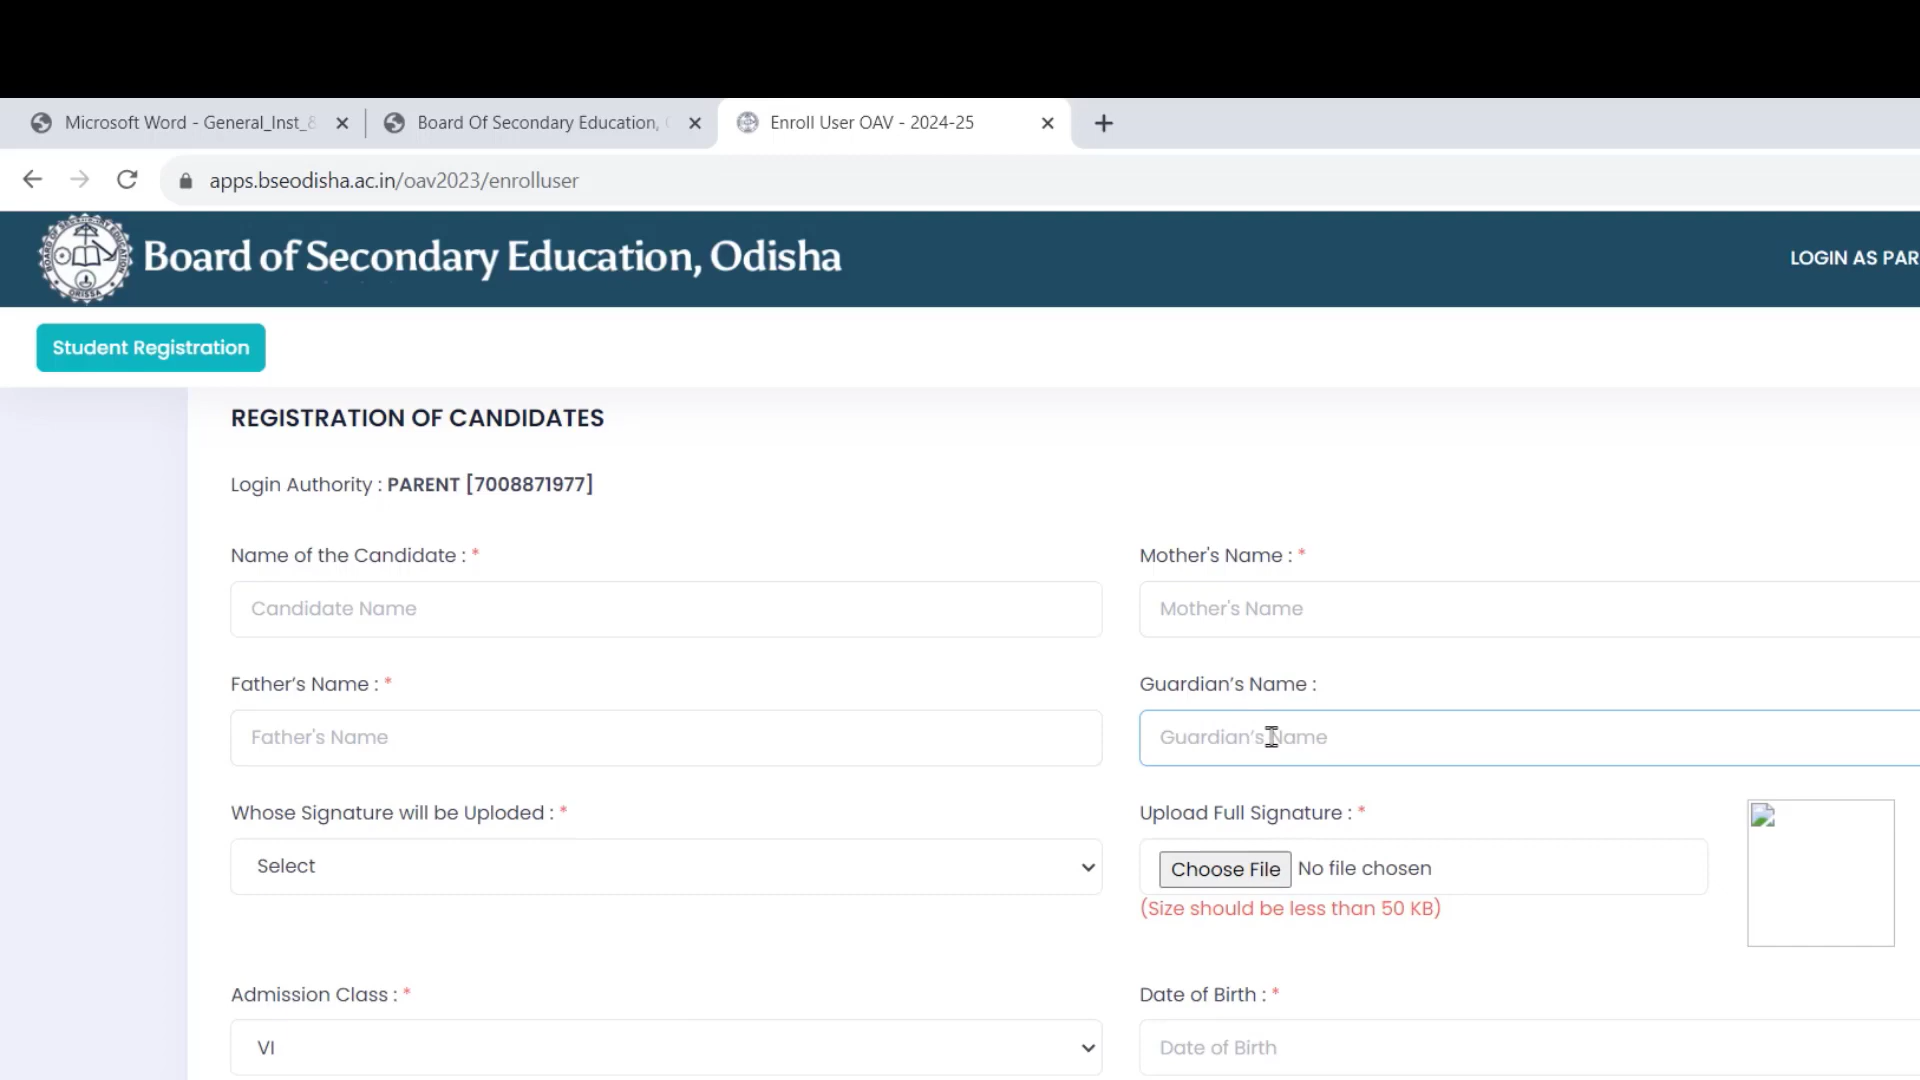 Microsoft Word - General_Inst_
Board Of Secondary Education,
Enroll User OAV - 2024-25
apps.bseodisha.ac.in/oav2023/enrolluser
Board of Secondary Education, Odisha
LOGIN AS PAR
Student Registration
REGISTRATION OF CANDIDATES
Login Authority : PARENT [7008871977]
Name of the Candidate : *
Mother's Name : *
Candidate Name
Mother's Name
Father’s Name : *
Guardian’s Name :
Father's Name
Guardian’s Name
Whose Signature will be Uploded : *
Upload Full Signature : *
Select
Choose File No file chosen
(Size should be less than 50 KB)
Admission Class : *
Date of Birth : *
VI
Date of Birth